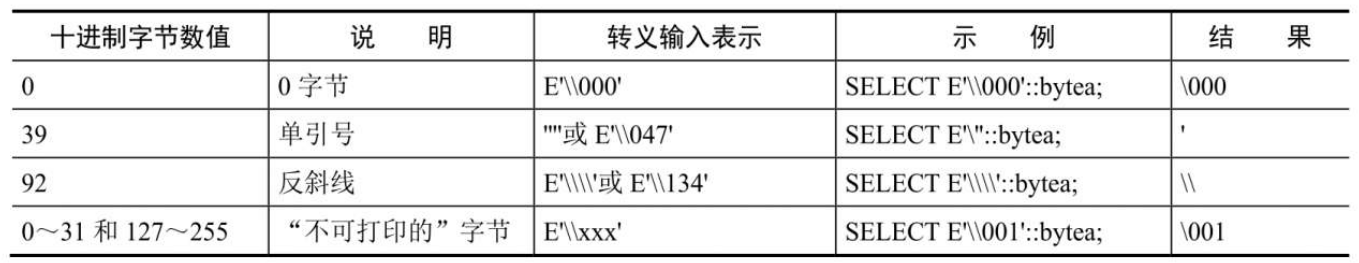 十进制字节数值 说 明 转义输入表示 示 例 结 果
0 0 字节 E'\\000' SELECT E'\\000'::bytea; \000
39 单引号 ''''或 E'\\047' SELECT E'\''::bytea; '
92 反斜线 E'\\\\'或 E'\\134' SELECT E'\\\\'::bytea; \\
0～31 和 127～255 “不可打印的”字节 E'\\xxx' SELECT E'\\001'::bytea; \001